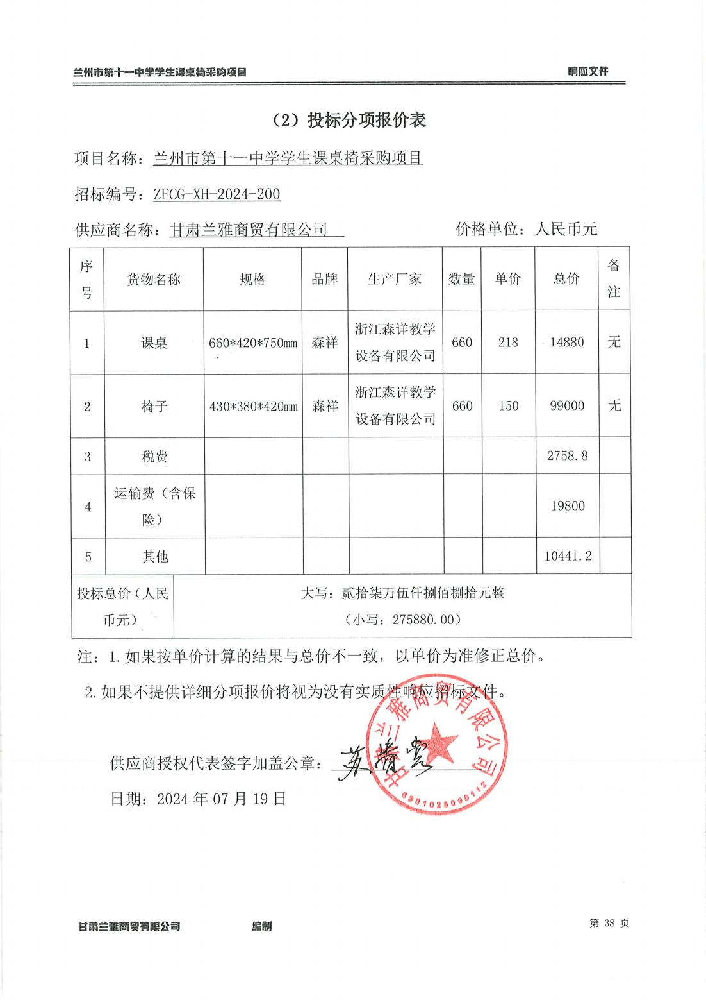 兰州市第十一中学学生课桌椅采购项目 响应文件
（2）投标分项报价表
项目名称：兰州市第十一中学学生课桌椅采购项目
招标编号：ZFCG-XH-2024-200
供应商名称：甘肃兰雅商贸有限公司 价格单位：人民币元
序号 货物名称 规格 品牌 生产厂家 数量 单价 总价 备注
1 课桌 660*420*750mm 森祥 浙江森详教学设备有限公司 660 218 14880 无
2 椅子 430*380*420mm 森祥 浙江森详教学设备有限公司 660 150 99000 无
3 税费 2758.8
4 运输费（含保险） 19800
5 其他 10441.2
投标总价（人民币元） 大写：贰拾柒万伍仟捌佰捌拾元整
（小写：275880.00）
注：1.如果按单价计算的结果与总价不一致，以单价为准修正总价。
2.如果不提供详细分项报价将视为没有实质性响应招标文件。
甘肃兰雅商贸有限公司
供应商授权代表签字加盖公章：
日期：2024年07月19日
甘肃兰雅商贸有限公司 编制 第 38 页